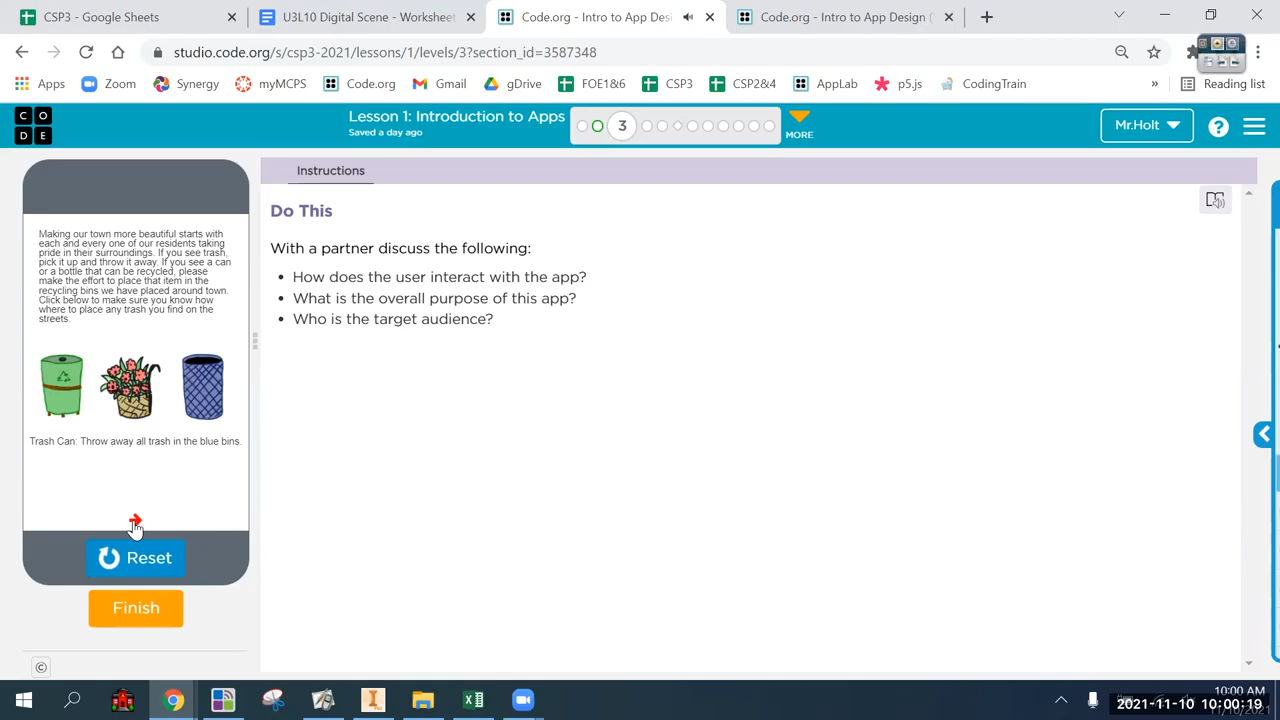 CSP3 - Google Sheets
U3L10 Digital Scene - Worksheet
Code.org - Intro to App Desi
Code.org - Intro to App Design (
studio.code.org/s/csp3-2021/lessons/1/levels/3?section_id=3587348
Apps
Zoom
Synergy
myMCPS
Code.org
Gmail
gDrive
FOE1&6
CSP3
CSP2&4
AppLab
p5.js
CodingTrain
»
Reading list
C O
D E
Lesson 1: Introduction to Apps
Saved a day ago
3
MORE
Mr.Holt
?
Instructions
Do This
With a partner discuss the following:
• How does the user interact with the app?
• What is the overall purpose of this app?
• Who is the target audience?
Making our town more beautiful starts with
each and every one of our residents taking
pride in their surroundings. If you see trash,
pick it up and throw it away. If you see a can
or a bottle that can be recycled, please
make the effort to place that item in the
recycling bins we have placed around town.
Click below to make sure you know how
where to place any trash you find on the
streets.
Trash Can: Throw away all trash in the blue bins.
Reset
Finish
©
10:00 AM
2021-11-10 10:00:19